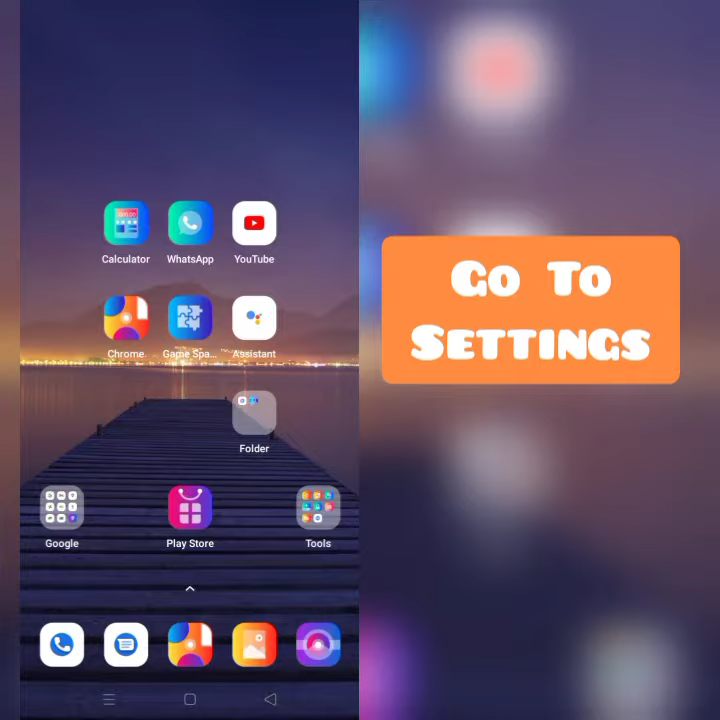 Calculator WhatsApp YouTube
Chrome Game Spa... Assistant
Folder
Google Play Store Tools
Go To
Settings